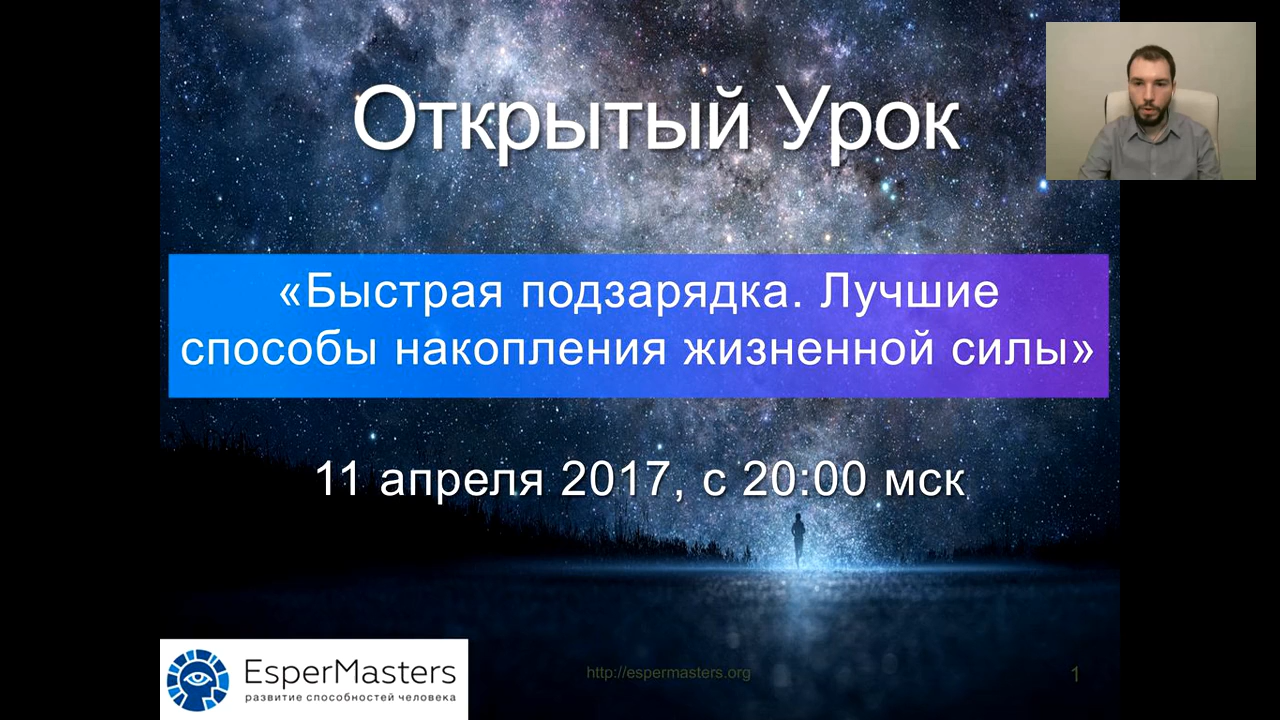 Открытый Урок
«Быстрая подзарядка. Лучшие
способы накопления жизненной силы»
11 апреля 2017, с 20:00 мск
EsperMasters
развитие способностей человека
http://espermasters.org
1